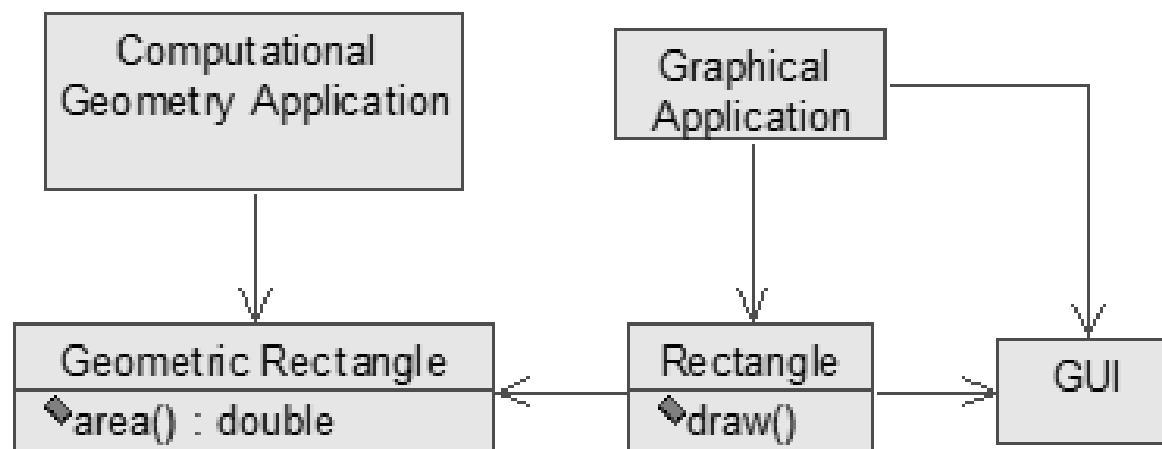 Computational
Geometry Application
Graphical
Application
Geometric Rectangle
area() : double
Rectangle
draw()
GUI